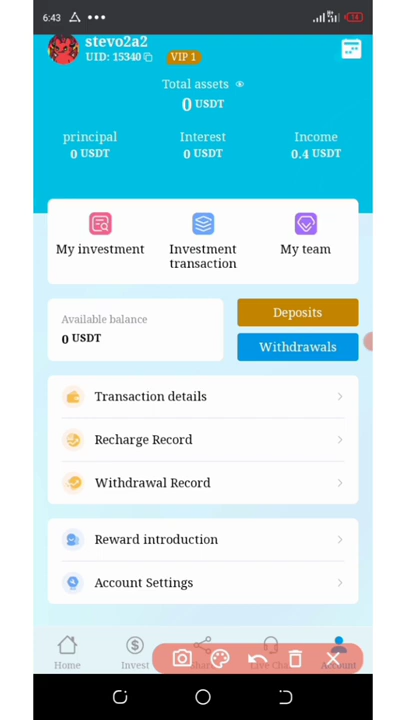 6:43
stevo2a2
UID: 15340
VIP 1
Total assets
0 USDT
principal Interest Income
0 USDT 0 USDT 0.4 USDT
My investment Investment transaction My team
Available balance
0 USDT
Deposits
Withdrawals
Transaction details
Recharge Record
Withdrawal Record
Reward introduction
Account Settings
Home Invest Account